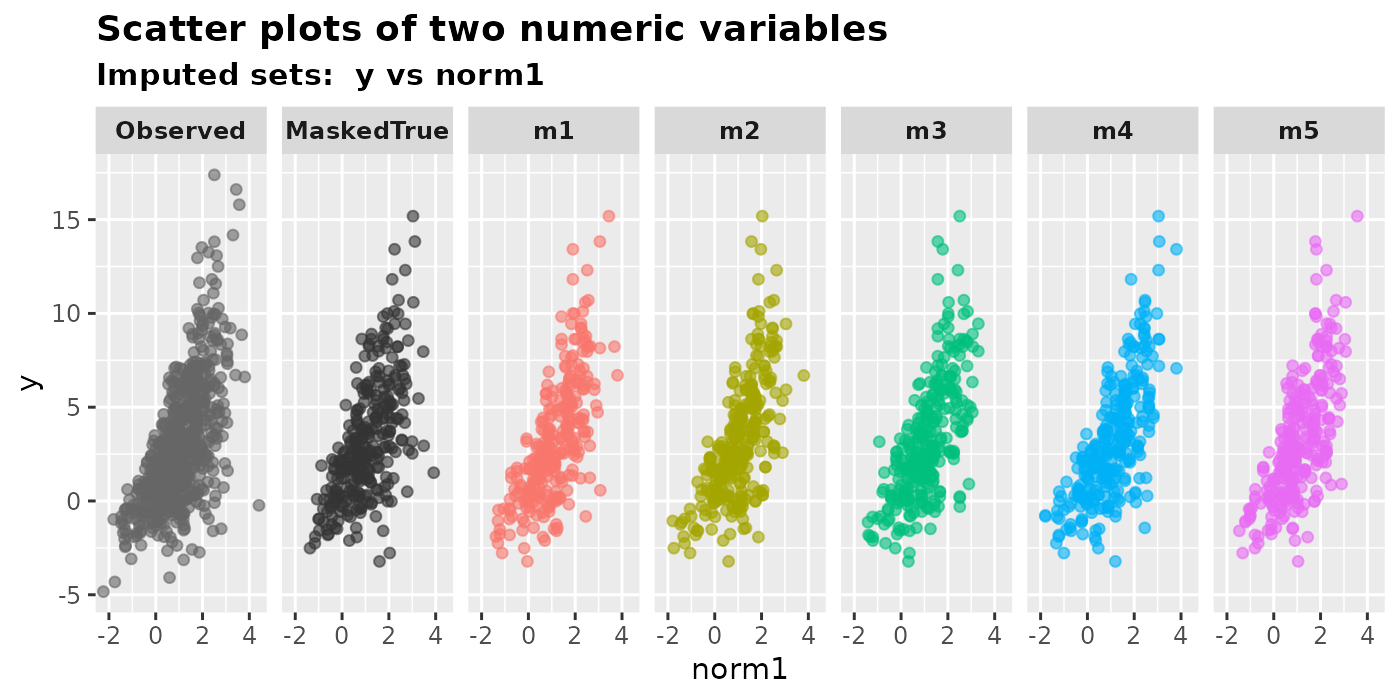 Scatter plots of two numeric variables
Imputed sets:  y vs norm1
Observed MaskedTrue m1 m2 m3 m4 m5
15
10
5
0
-5
y
-2 0 2 4 -2 0 2 4 -2 0 2 4 -2 0 2 4 -2 0 2 4 -2 0 2 4 -2 0 2 4
norm1